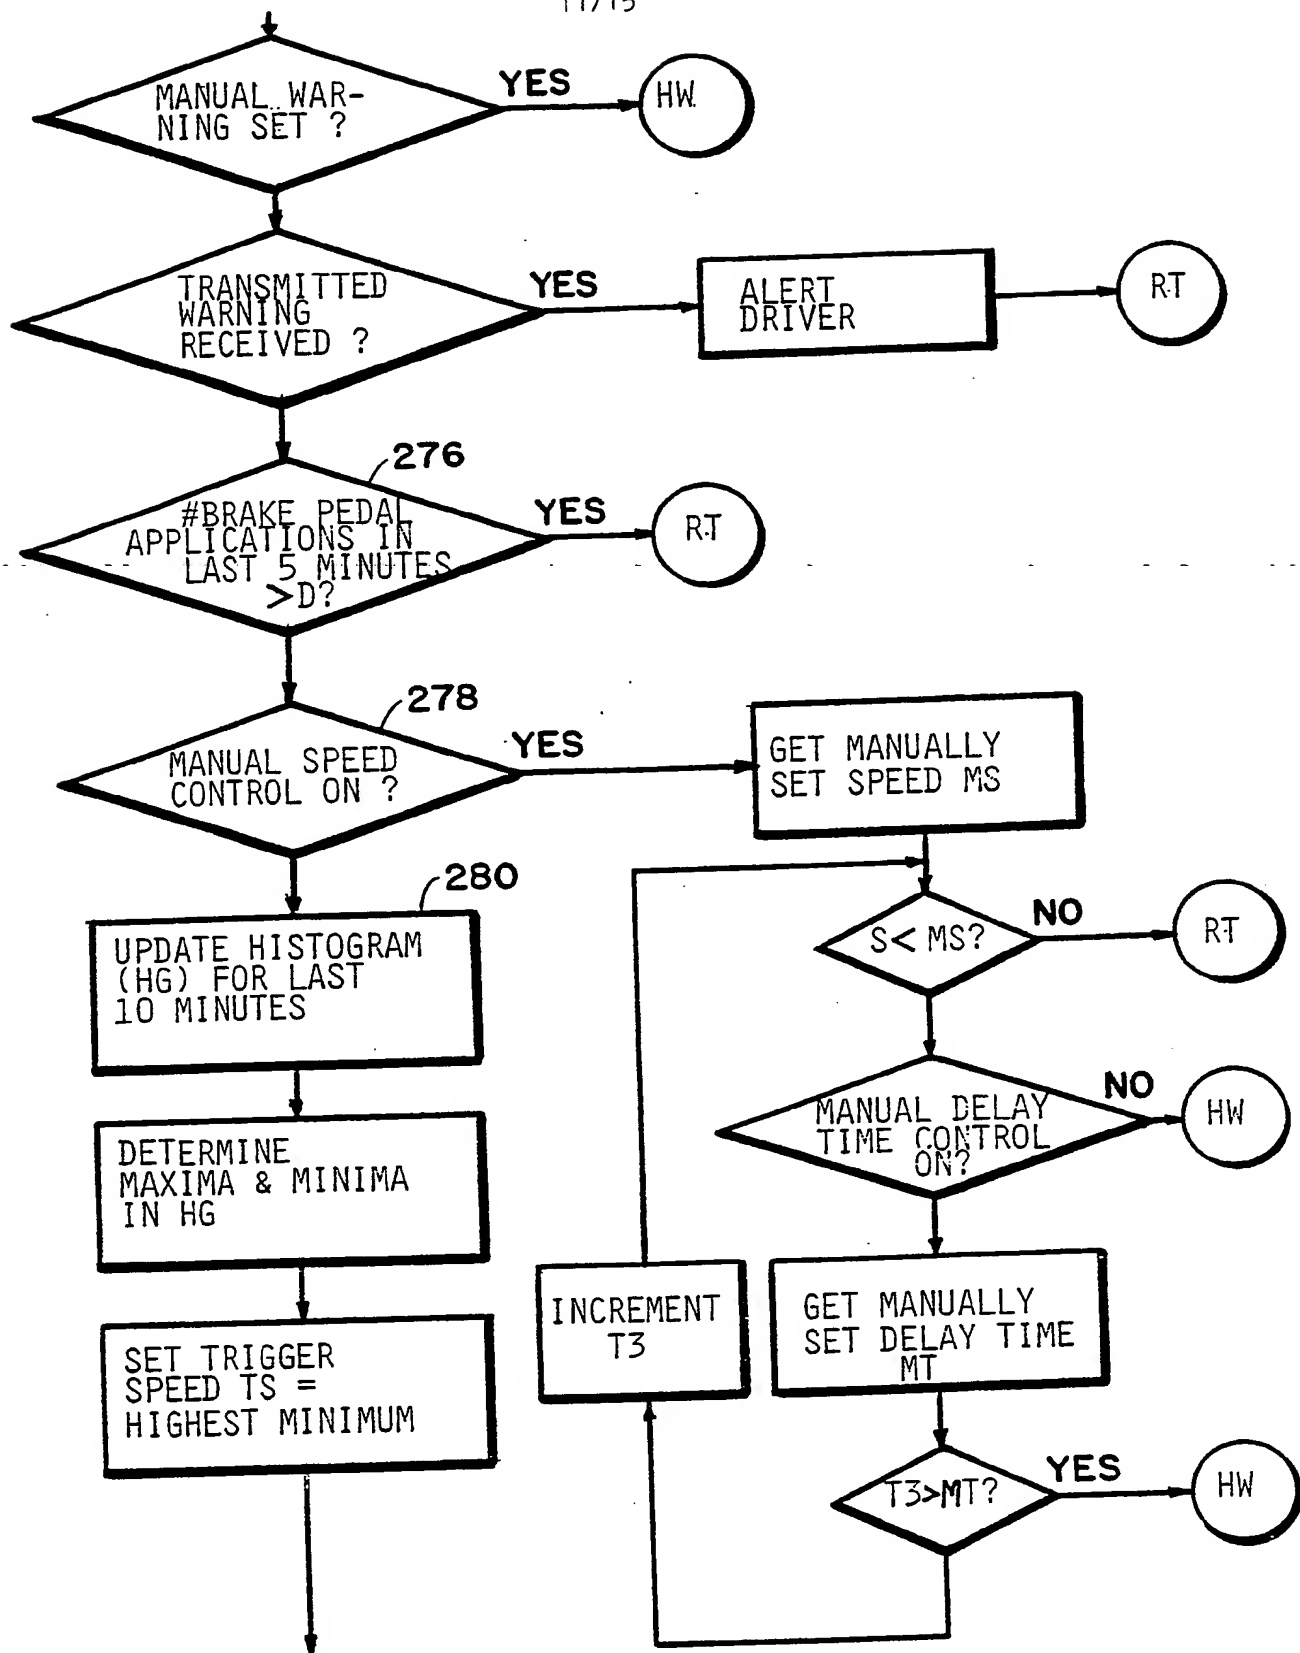 11/15
MANUAL WAR-
NING SET ?
YES
HW
TRANSMITTED
WARNING
RECEIVED ?
YES
ALERT
DRIVER
RT
276
#BRAKE PEDAL
APPLICATIONS IN
LAST 5 MINUTES
>D?
YES
RT
278
MANUAL SPEED
CONTROL ON ?
YES
GET MANUALLY
SET SPEED MS
280
UPDATE HISTOGRAM
(HG) FOR LAST
10 MINUTES
S< MS?
NO
RT
MANUAL DELAY
TIME CONTROL
ON?
NO
HW
DETERMINE
MAXIMA & MINIMA
IN HG
INCREMENT
T3
GET MANUALLY
SET DELAY TIME
MT
SET TRIGGER
SPEED TS =
HIGHEST MINIMUM
T3>MT?
YES
HW